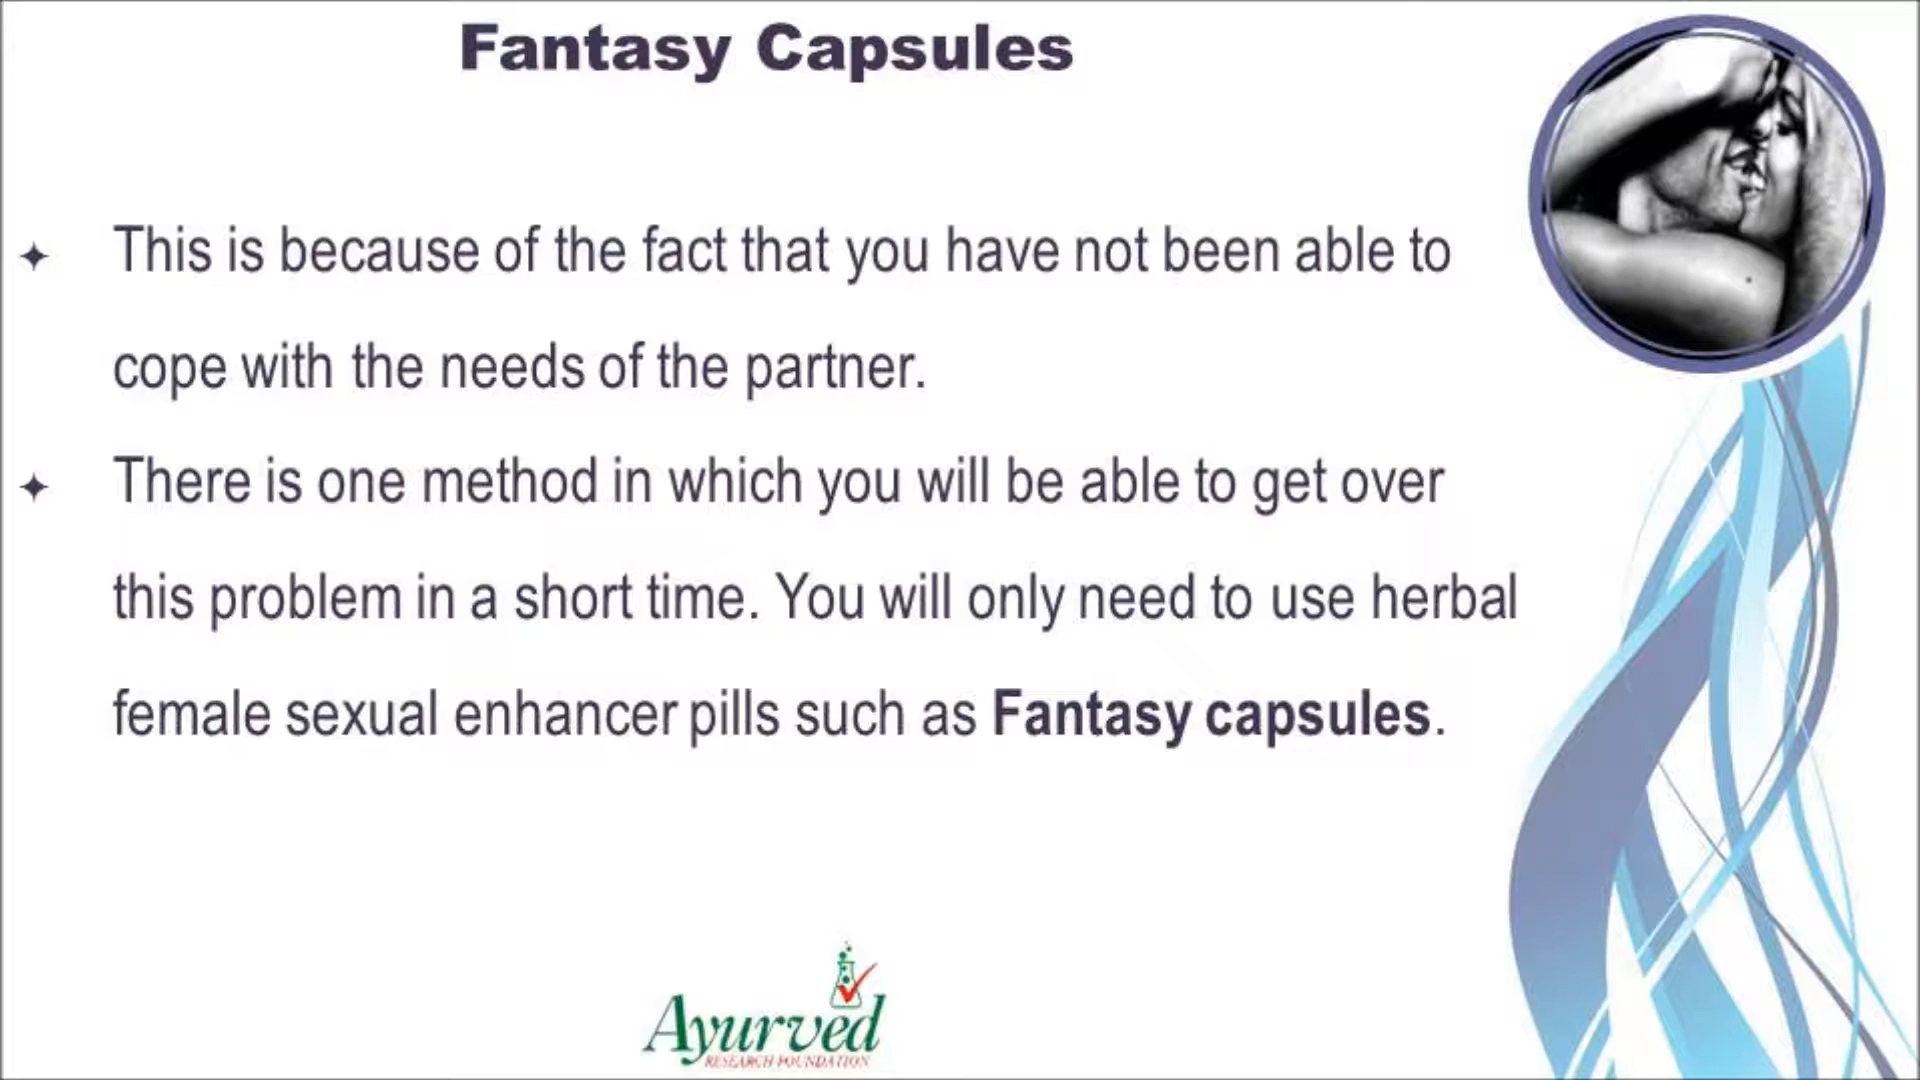 Fantasy Capsules
This is because of the fact that you have not been able to
cope with the needs of the partner.
There is one method in which you will be able to get over
this problem in a short time. You will only need to use herbal
female sexual enhancer pills such as Fantasy capsules.
Ayurved
RESEARCH FOUNDATION